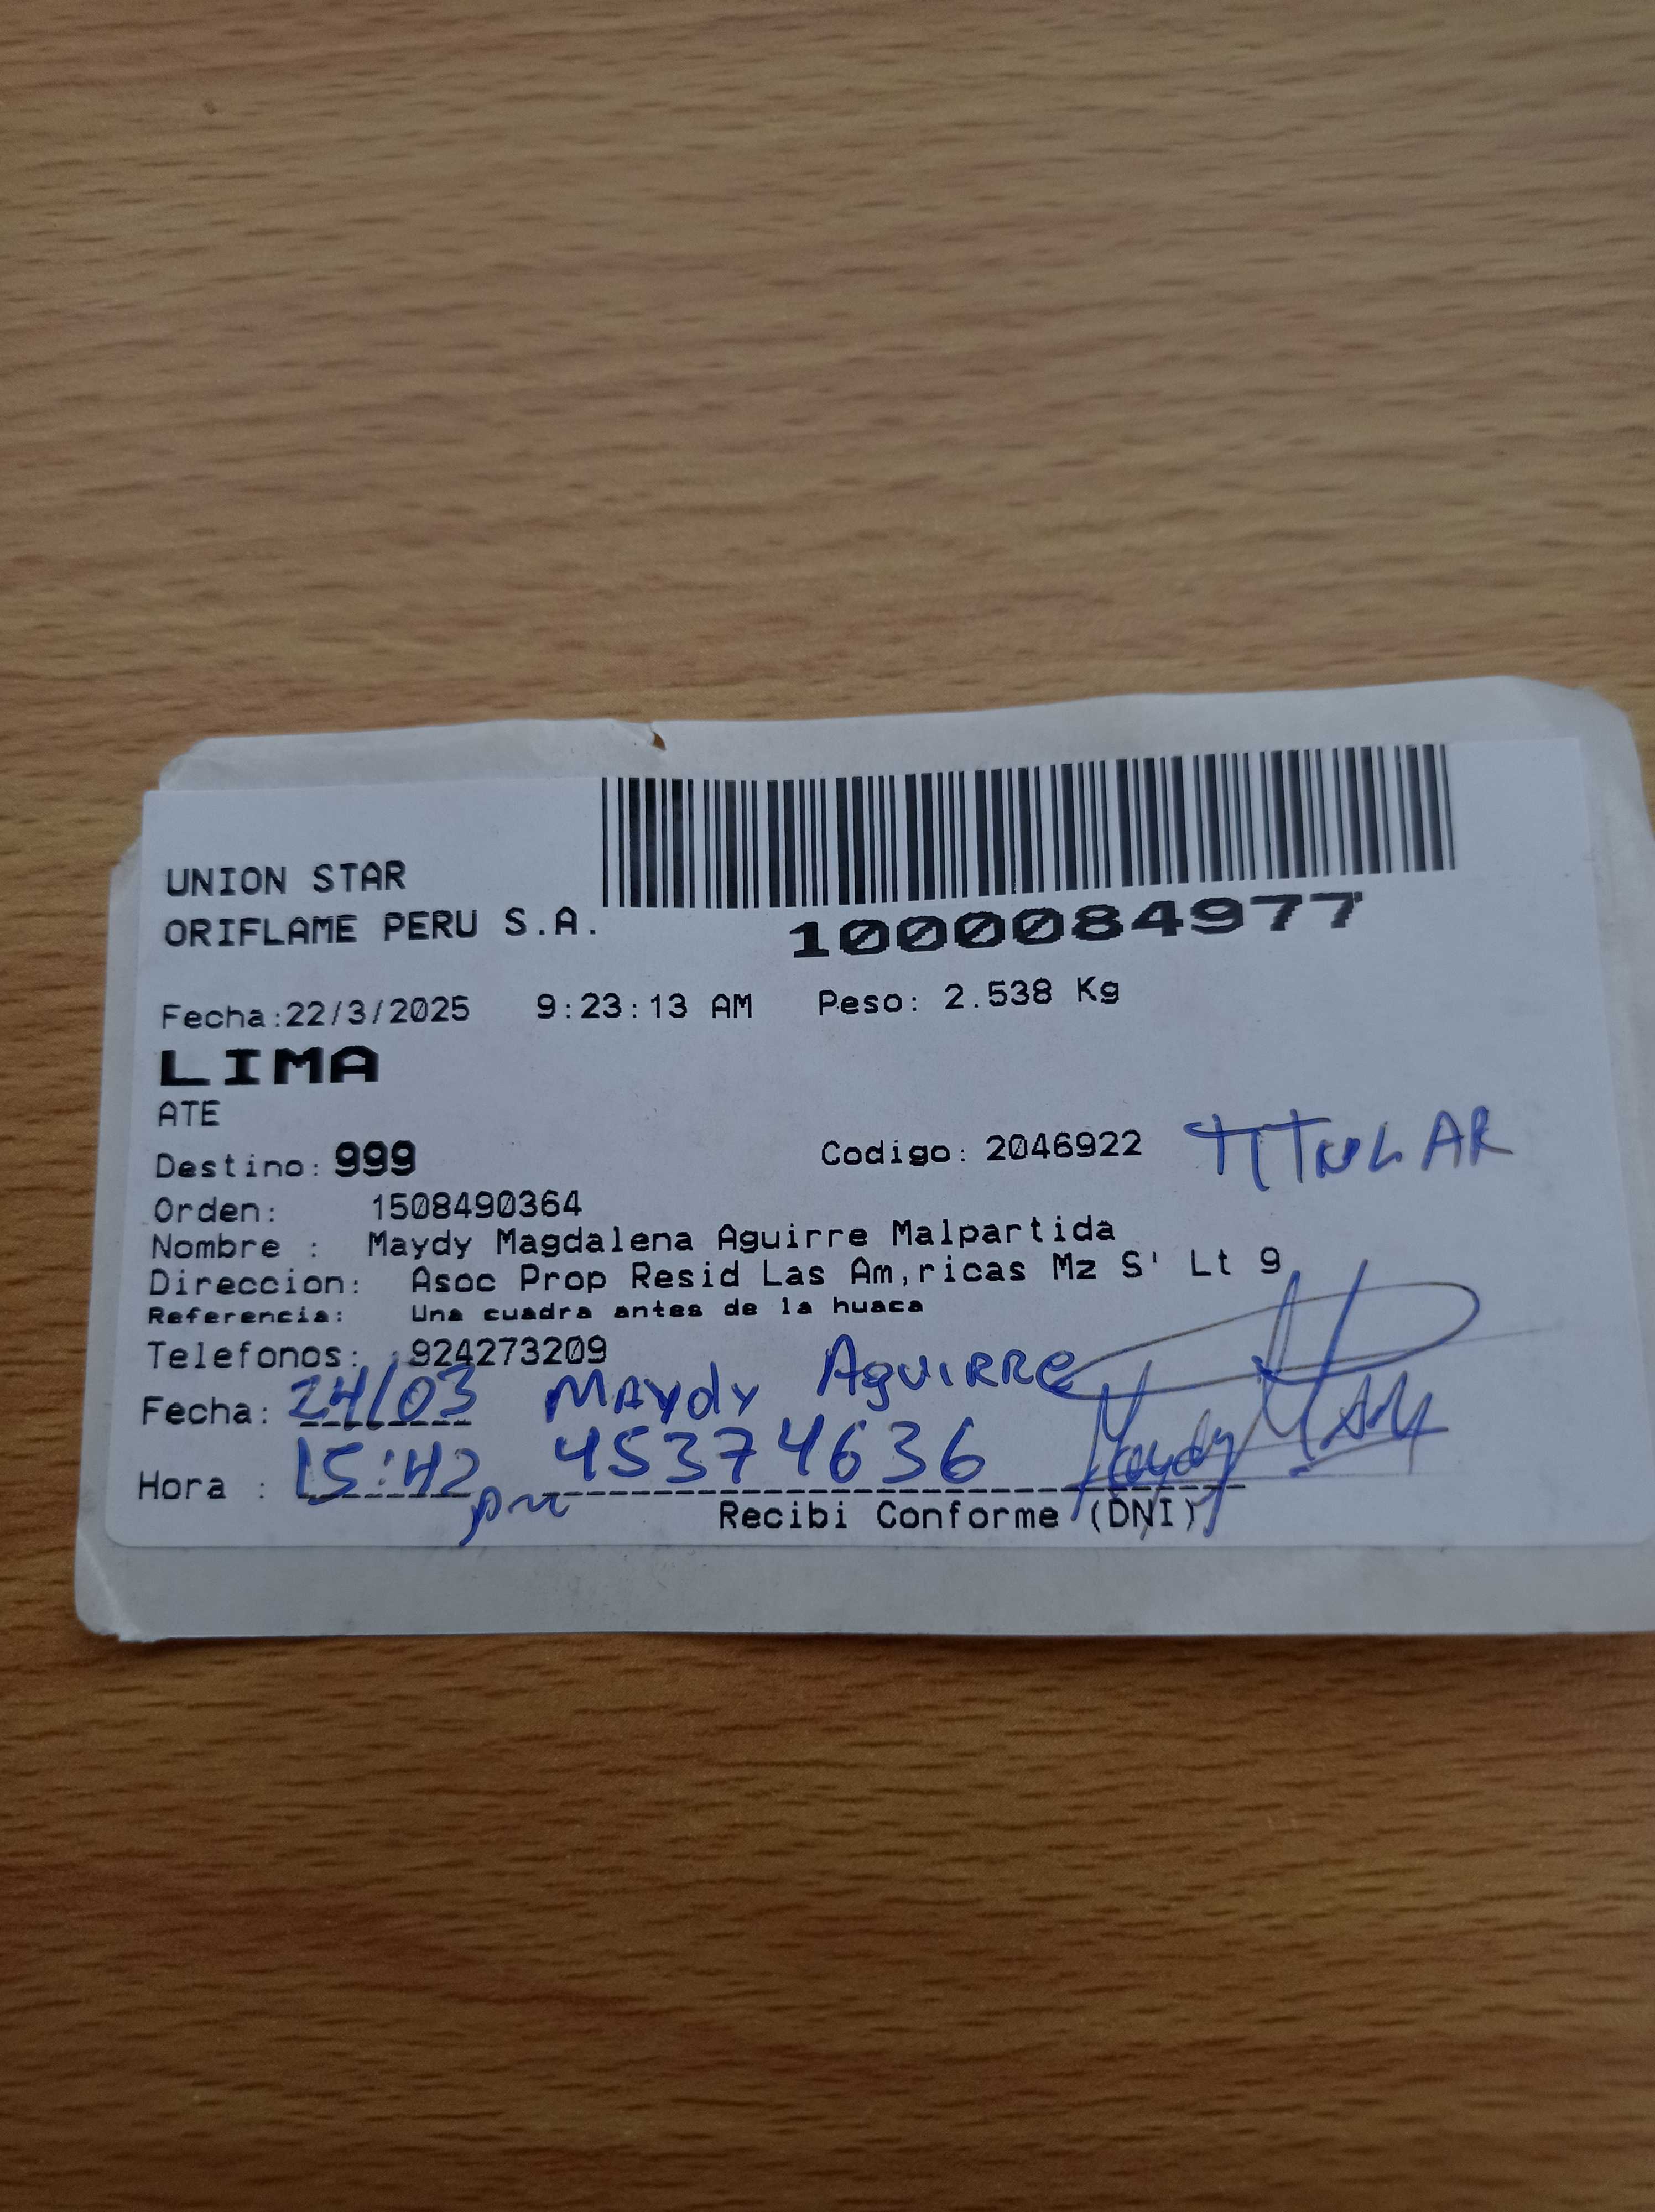 UNION STAR
ORIFLAME PERU S.A.
1000084977
Fecha:22/3/2025 9:23:13 AM Peso: 2.538 Kg
LIMA
ATE
Destino: 999 Codigo: 2046922 TITULAR
Orden: 1508490364
Nombre : Maydy Magdalena Aguirre Malpartida
Direccion: Asoc Prop Resid Las Am,ricas Mz S' Lt 9
Referencia: Una cuadra antes de la huaca
Telefonos: 924273209
Fecha: 24/03 Maydy Aguirre
Hora : 15:42 pm 45374636
Recibi Conforme (DNI)